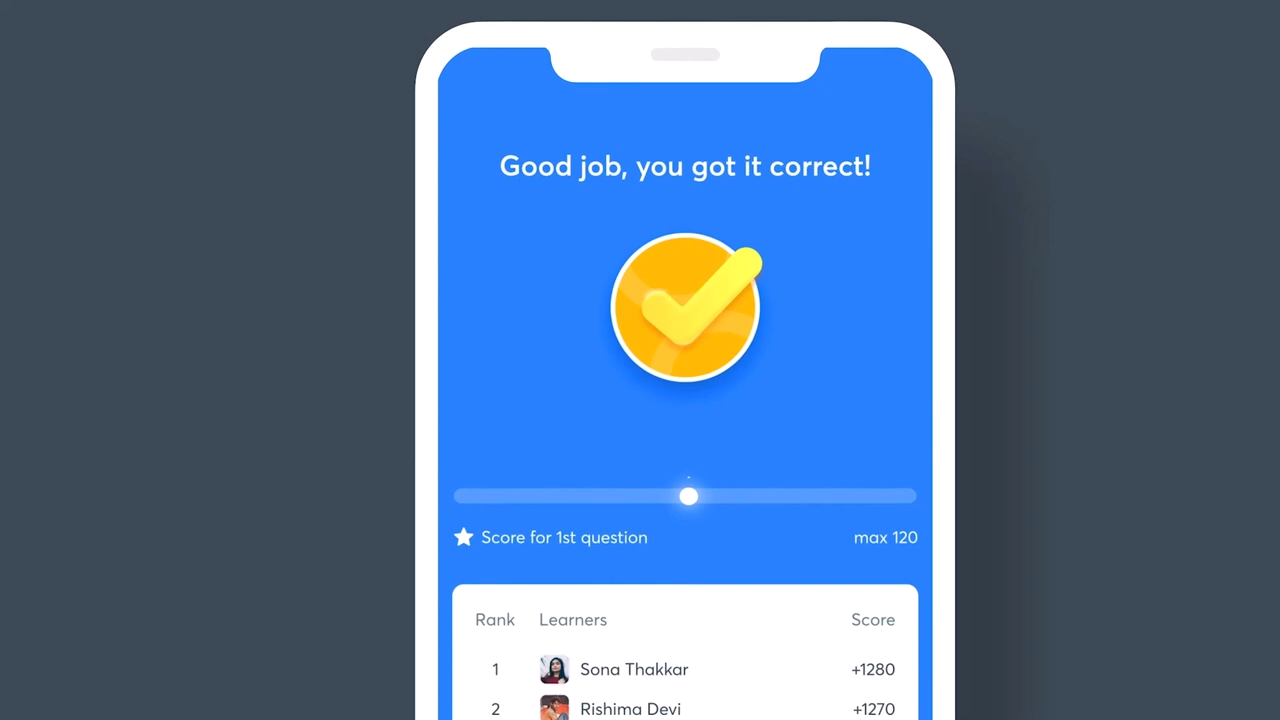 Good job, you got it correct!
Score for 1st question max 120
Rank Learners Score
1 Sona Thakkar +1280
2 Rishima Devi +1270